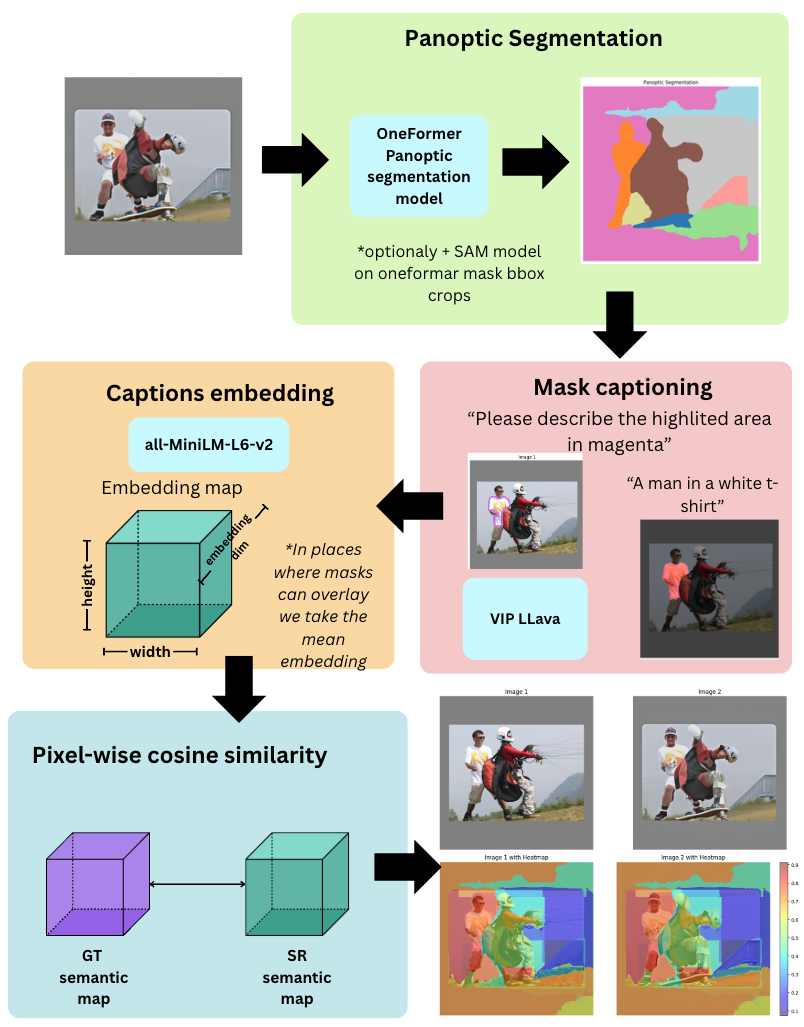 Panoptic Segmentation
OneFormer
Panoptic
segmentation
model
Panoptic Segmentation
*optionaly + SAM model
on oneformar mask bbox
crops
Captions embedding
all-MiniLM-L6-v2
Embedding map
height
width
embedding
dim
*In places
where masks
can overlay
we take the
mean
embedding
Mask captioning
“Please describe the highlited area
in magenta”
Image 1
“A man in a white t-
shirt”
VIP LLava
Pixel-wise cosine similarity
GT
semantic
map
SR
semantic
map
Image 1
Image 2
Image 1 with Heatmap
Image 2 with Heatmap
0.9
0.8
0.7
0.6
0.5
0.4
0.3
0.2
0.1